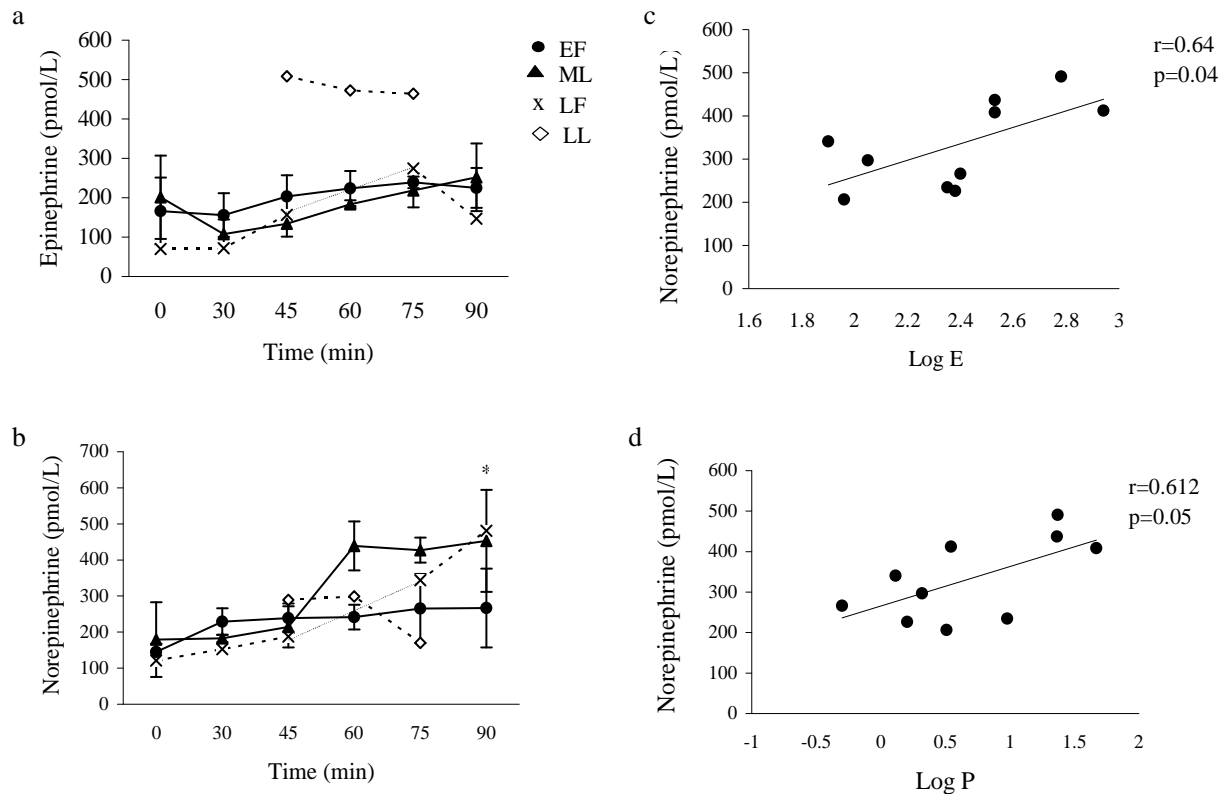 a
Epinephrine (pmol/L)
600
500
400
300
200
100
0
0 30 45 60 75 90
Time (min)
EF
ML
LF
LL
b
Norepinephrine (pmol/L)
700
600
500
400
300
200
100
0
*
0 30 45 60 75 90
Time (min)
c
Norepinephrine (pmol/L)
600
500
400
300
200
100
0
1.6 1.8 2 2.2 2.4 2.6 2.8 3
Log E
r=0.64
p=0.04
d
Norepinephrine (pmol/L)
600
500
400
300
200
100
0
-1 -0.5 0 0.5 1 1.5 2
Log P
r=0.612
p=0.05